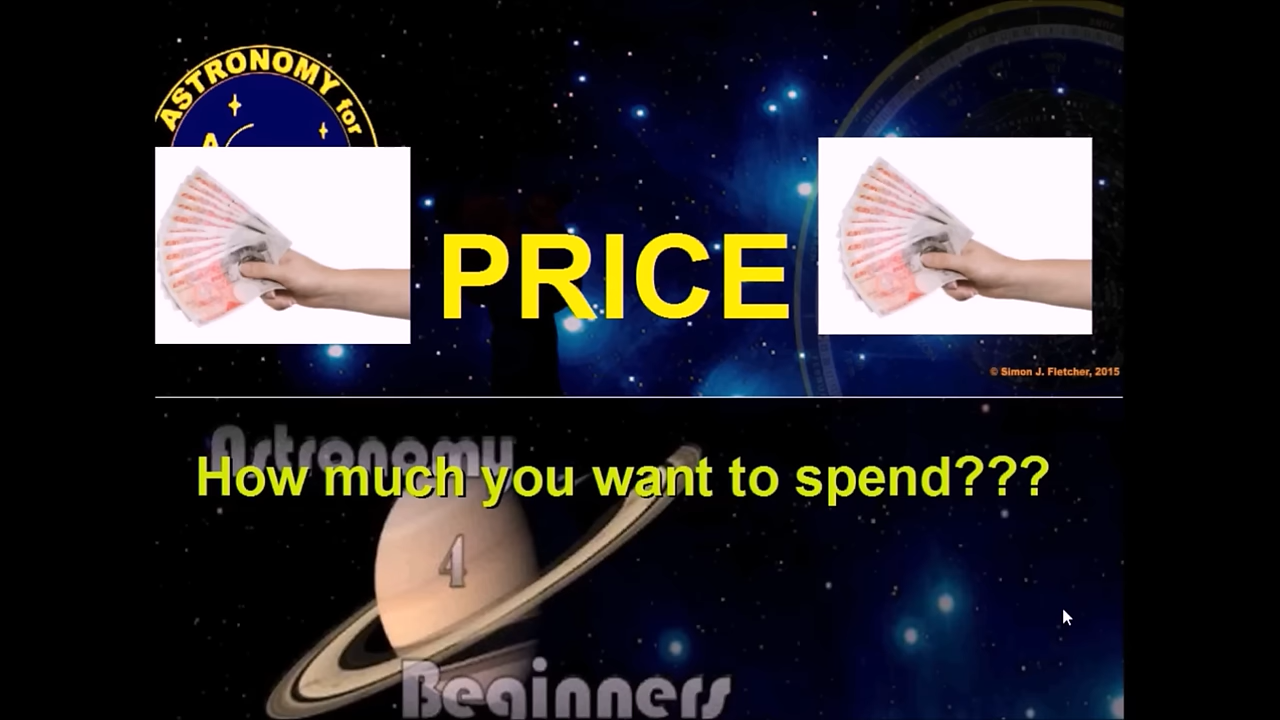 ASTRONOMY for
PRICE
© Simon J. Fletcher, 2015
Astronomy
How much you want to spend???
4
Beginners